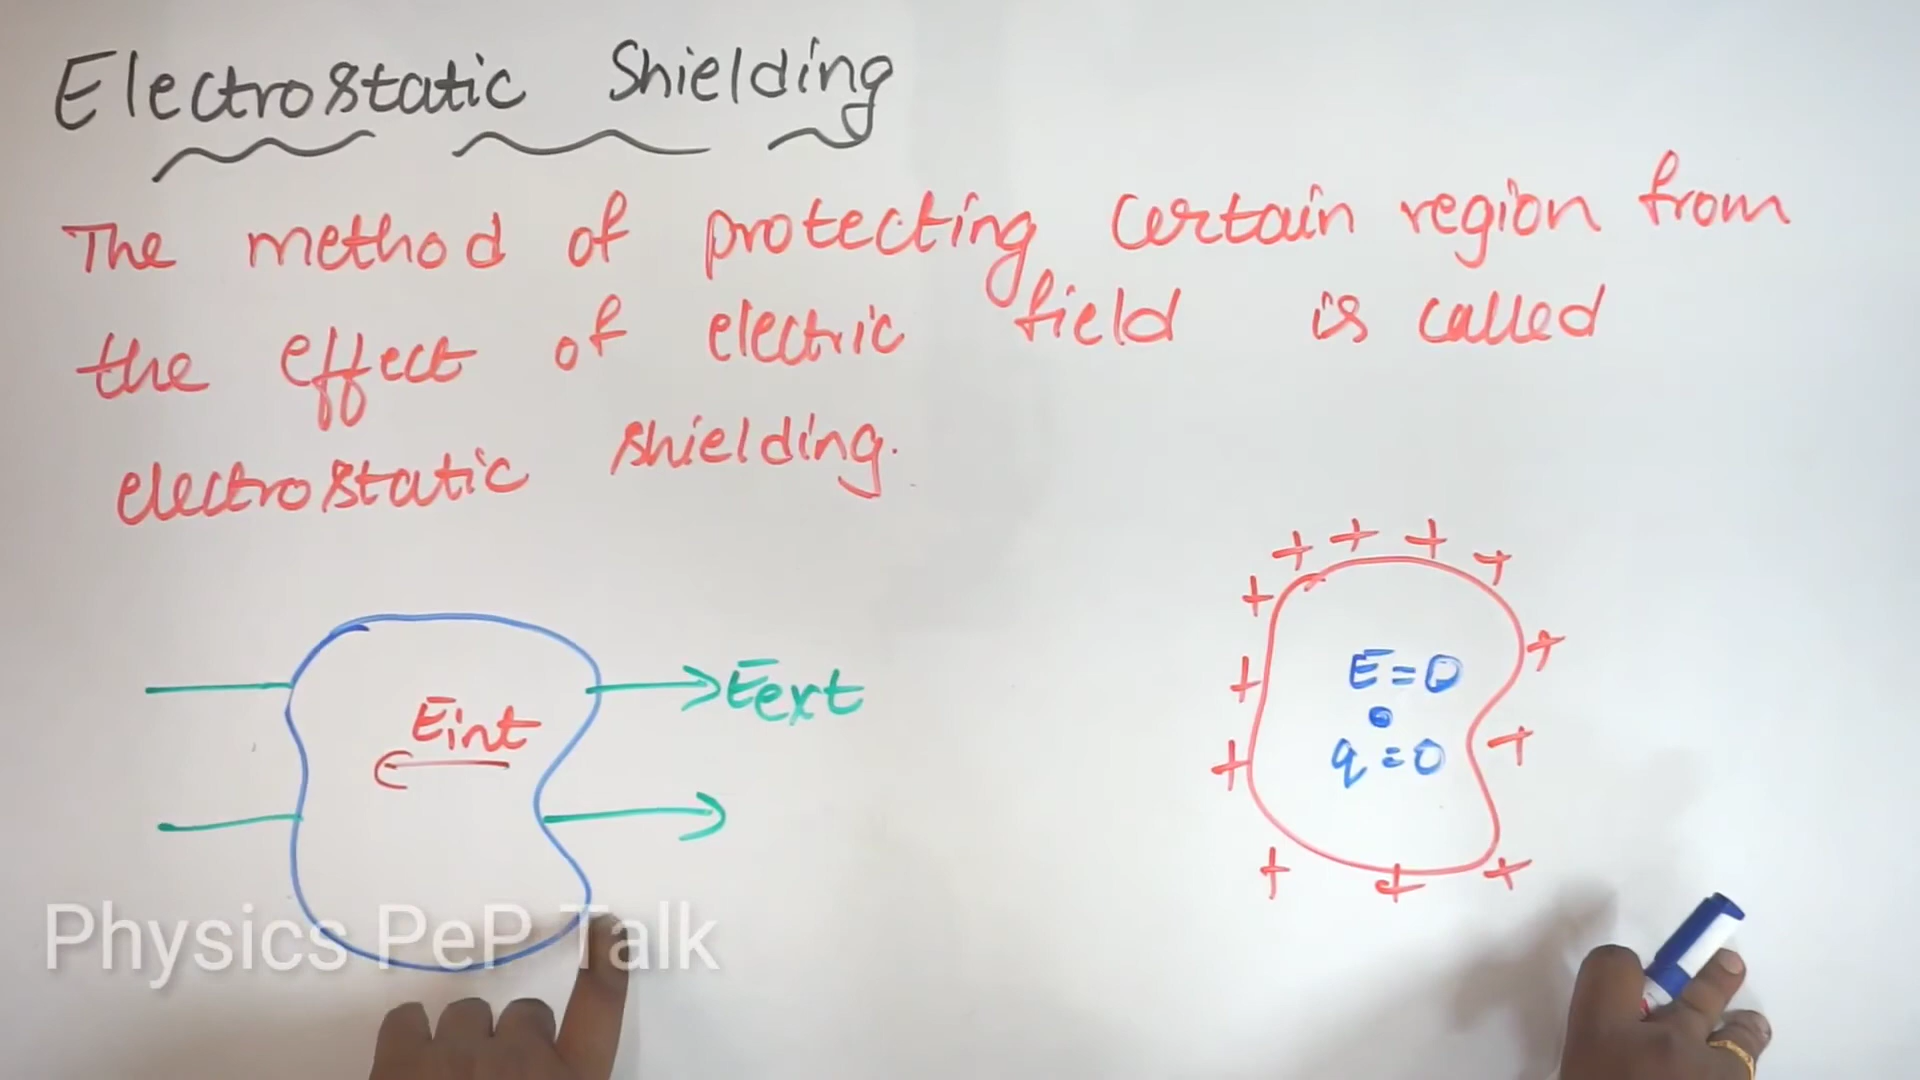 Electrostatic Shielding
The method of protecting certain region from
the effect of electric field is called
electrostatic shielding.
+ + + +
+
Eext
Eint
E=0
q=0
+
+
+
+
+ + +
Physics PeP Talk